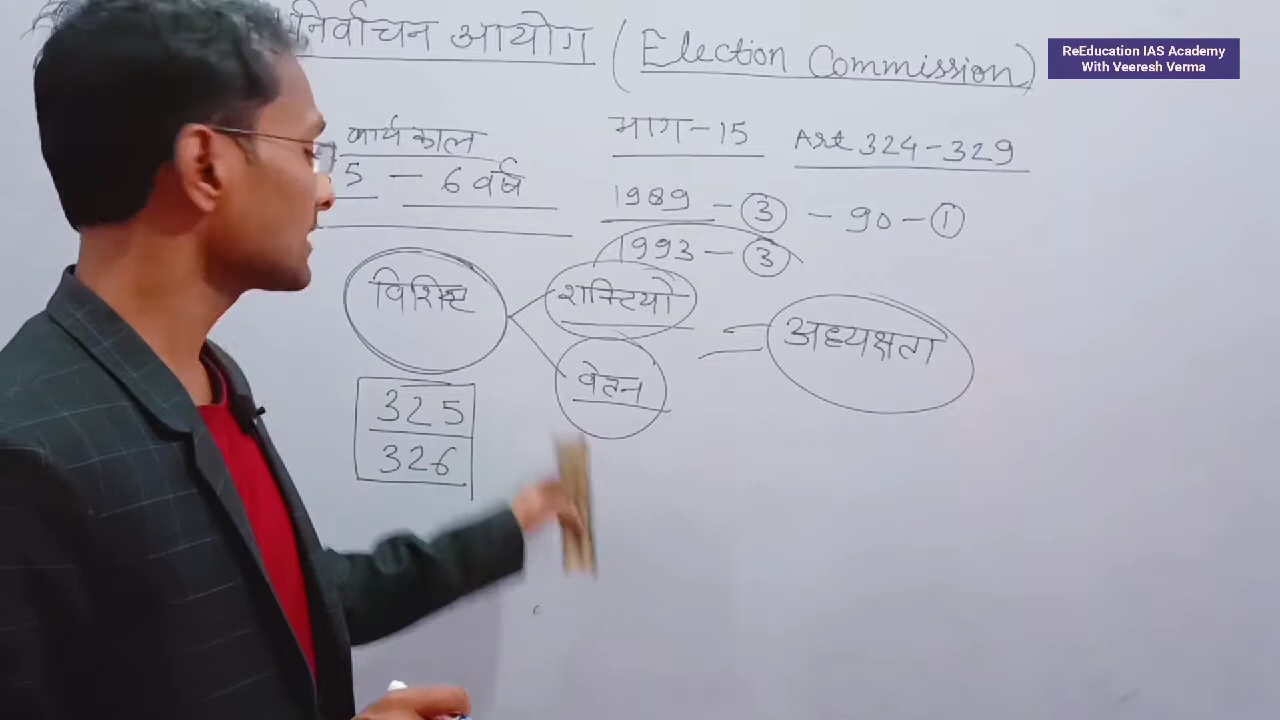 निर्वाचन आयोग (Election Commission)
ReEducation IAS Academy
With Veeresh Verma
कार्यकाल
भाग-15
Art 324-329
5 - 6 वर्ष
1989 - 3 - 90 - 1
1993 - 3
विशिष्ट
शक्तियाँ
= अध्यक्षता
वेतन
325
326